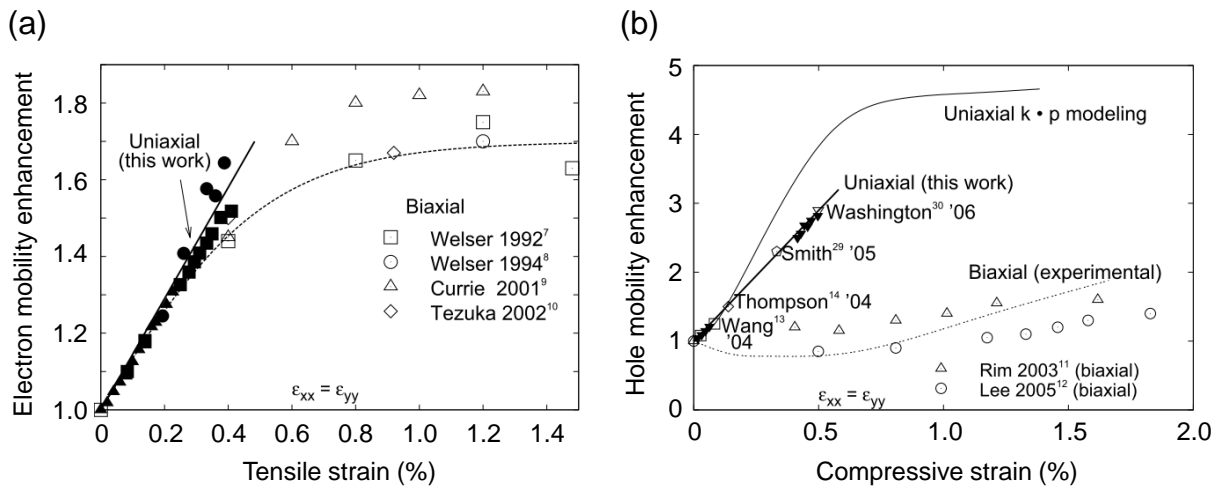 (a)
Electron mobility enhancement
1.8
1.6
1.4
1.2
1.0
Uniaxial
(this work)
Biaxial
Welser 1992⁷
Welser 1994⁸
Currie 2001⁹
Tezuka 2002¹⁰
εxx = εyy
0 0.2 0.4 0.6 0.8 1.0 1.2 1.4
Tensile strain (%)
(b)
Hole mobility enhancement
5
4
3
2
1
0
Uniaxial k • p modeling
Uniaxial (this work)
Washington³⁰ '06
Smith²⁹ '05
Biaxial (experimental)
Thompson¹⁴ '04
Wang¹³
'04
Rim 2003¹¹ (biaxial)
Lee 2005¹² (biaxial)
εxx = εyy
0 0.5 1.0 1.5 2.0
Compressive strain (%)